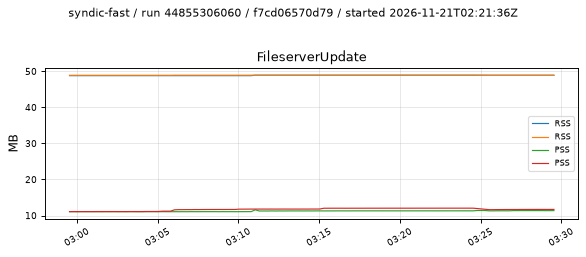 syndic-fast / run 44855306060 / f7cd06570d79 / started 2026-11-21T02:21:36Z
FileserverUpdate
MB
50
40
30
20
10
RSS
RSS
PSS
PSS
03:00
03:05
03:10
03:15
03:20
03:25
03:30